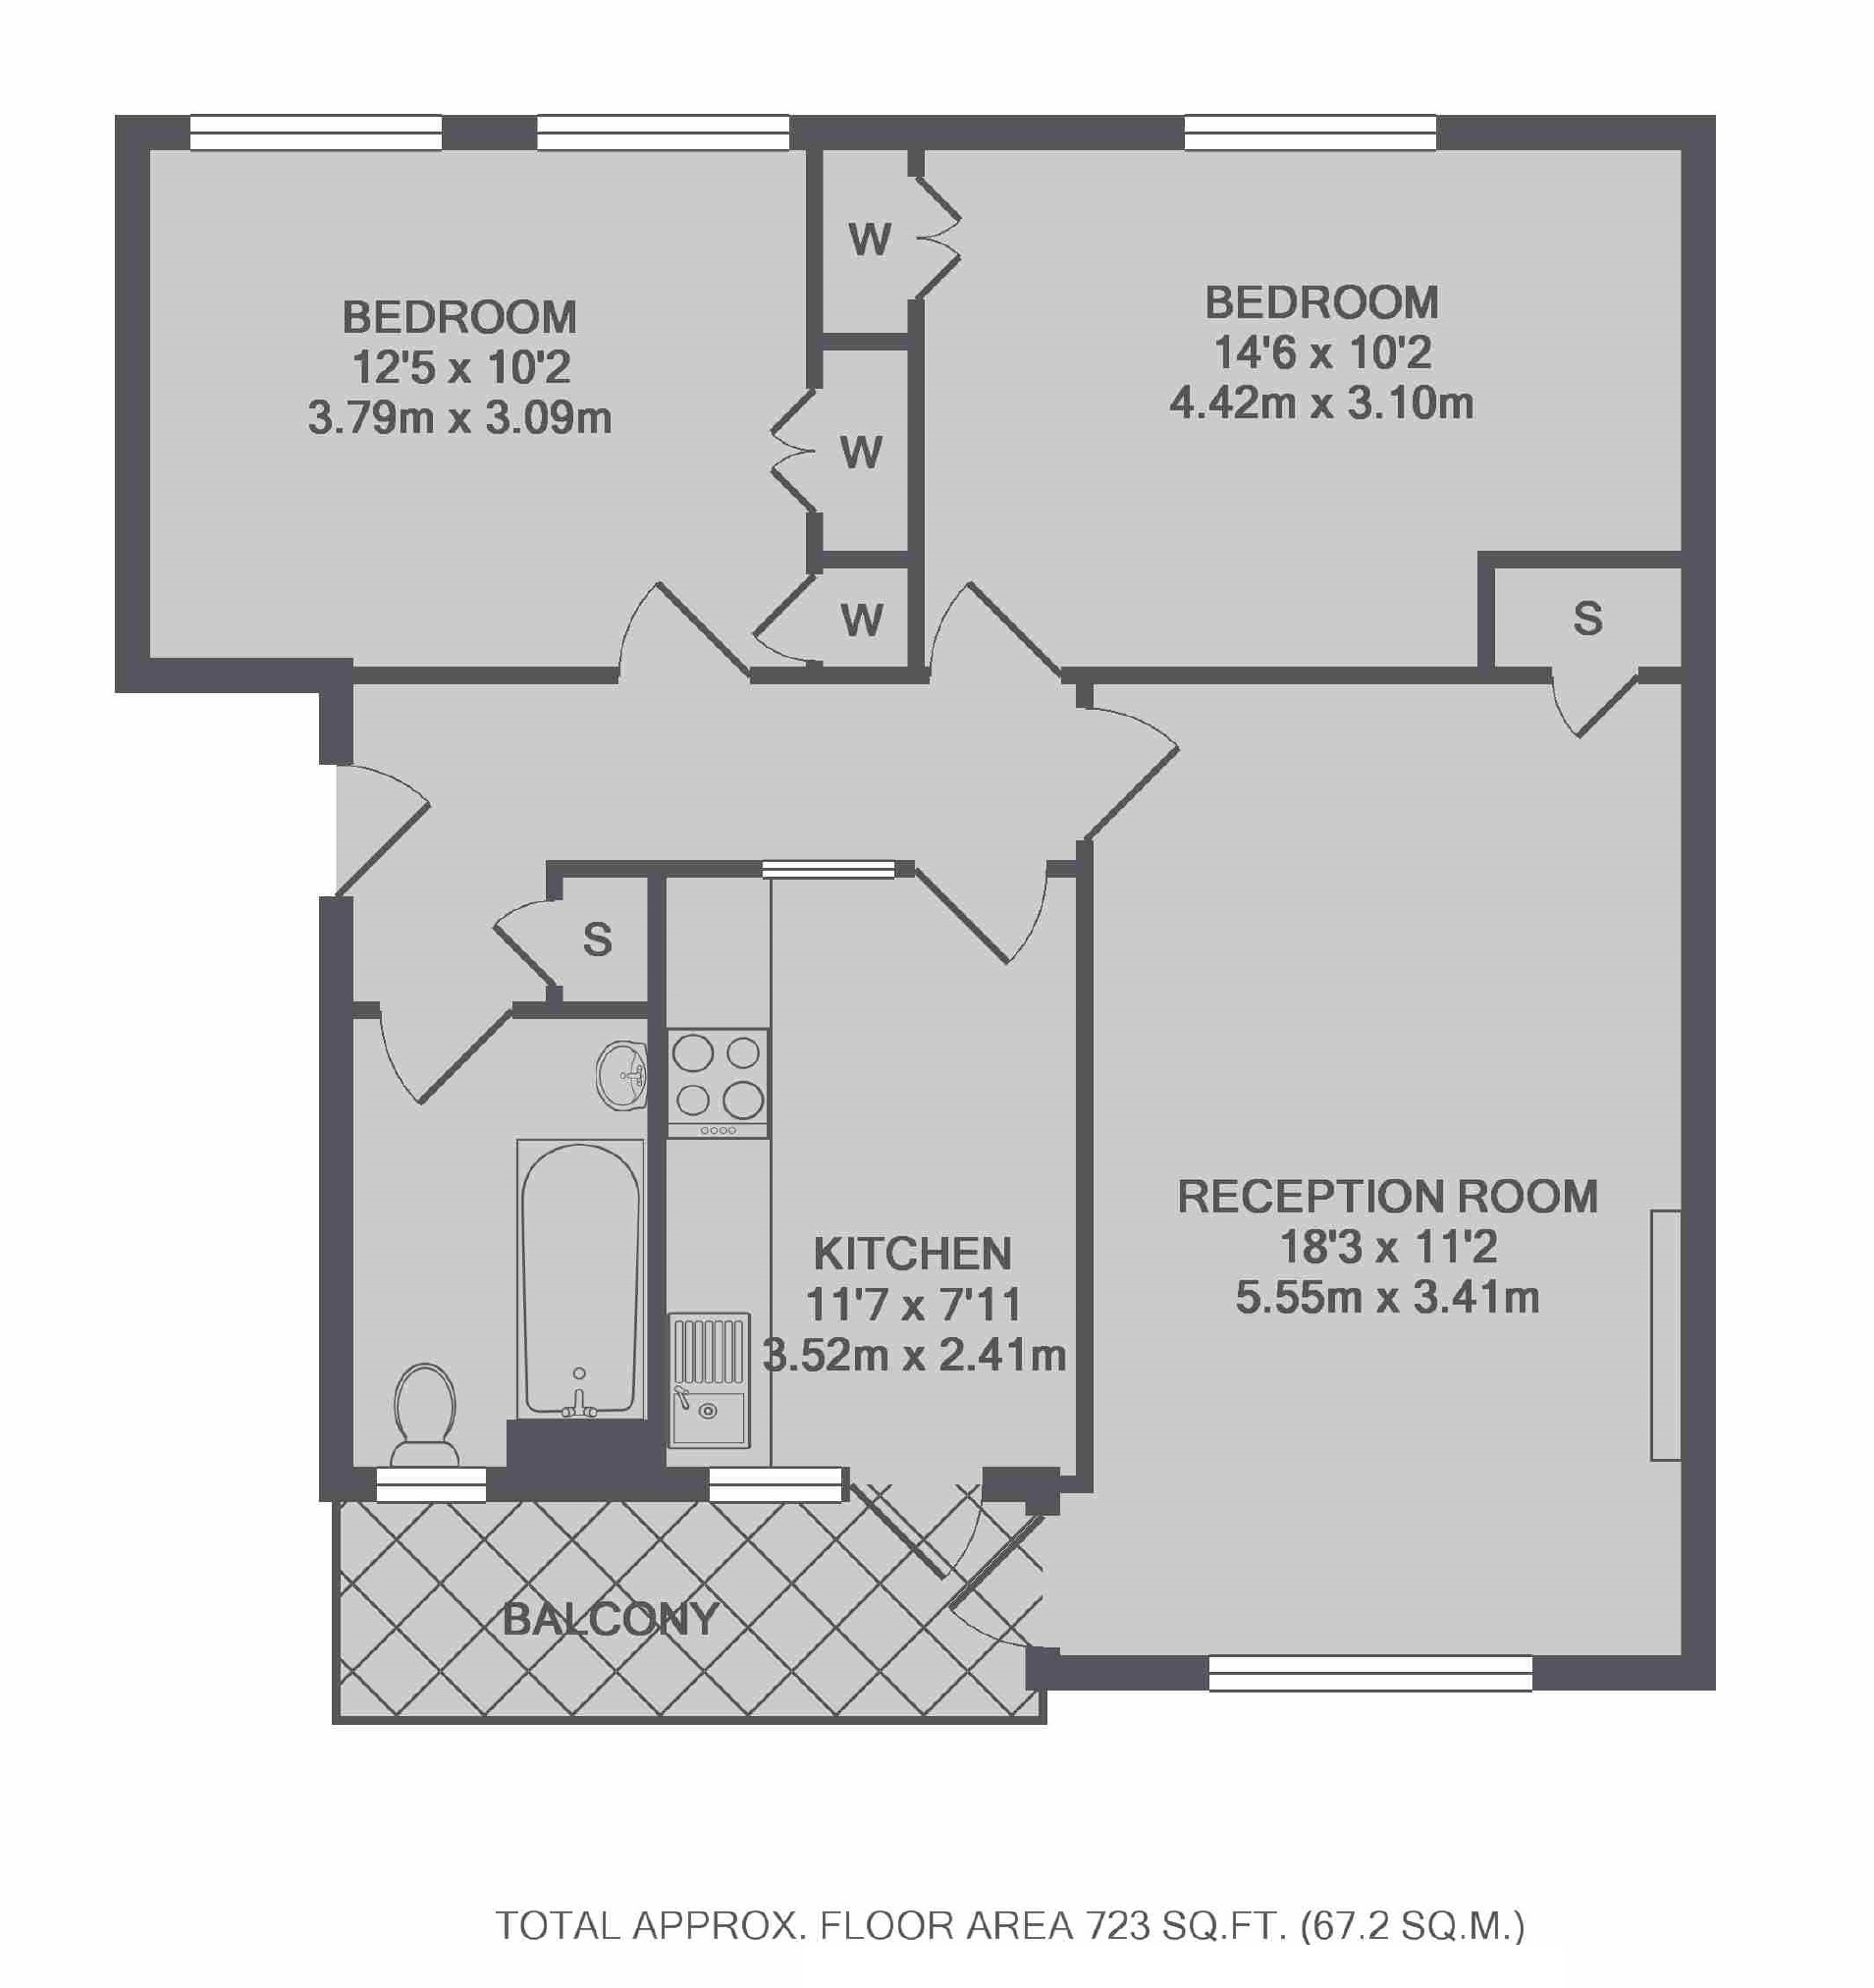 BEDROOM
12'5 x 10'2
3.79m x 3.09m
W
W
W
BEDROOM
14'6 x 10'2
4.42m x 3.10m
S
S
KITCHEN
11'7 x 7'11
3.52m x 2.41m
RECEPTION ROOM
18'3 x 11'2
5.55m x 3.41m
BALCONY
TOTAL APPROX. FLOOR AREA 723 SQ.FT. (67.2 SQ.M.)